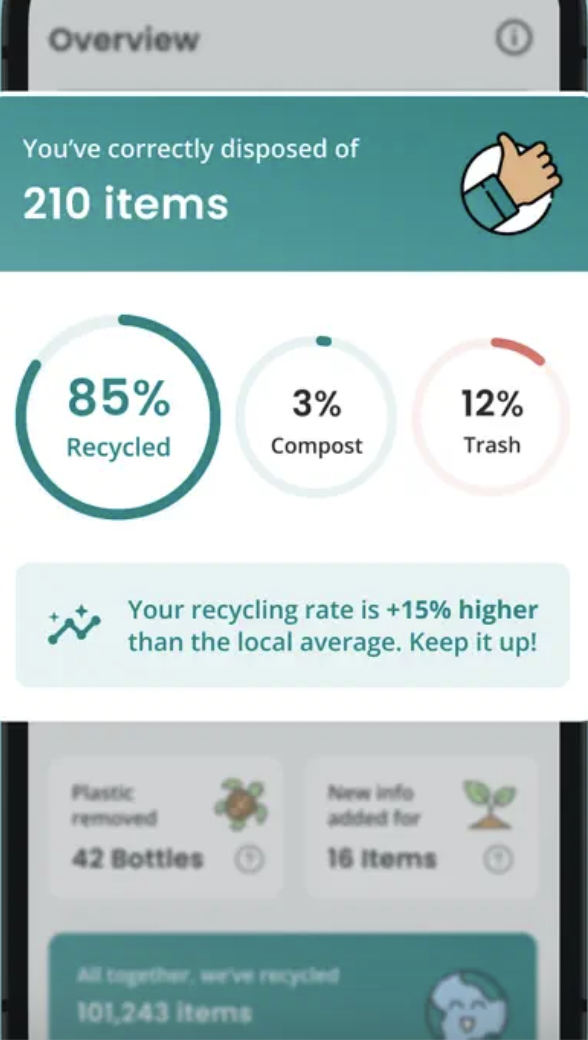 Overview
You've correctly disposed of
210 items
85%
Recycled
3%
Compost
12%
Trash
Your recycling rate is +15% higher
than the local average. Keep it up!
Plastic
removed
42 Bottles
?
New info
added for
16 Items
?
All together, we've recycled
101,243 items